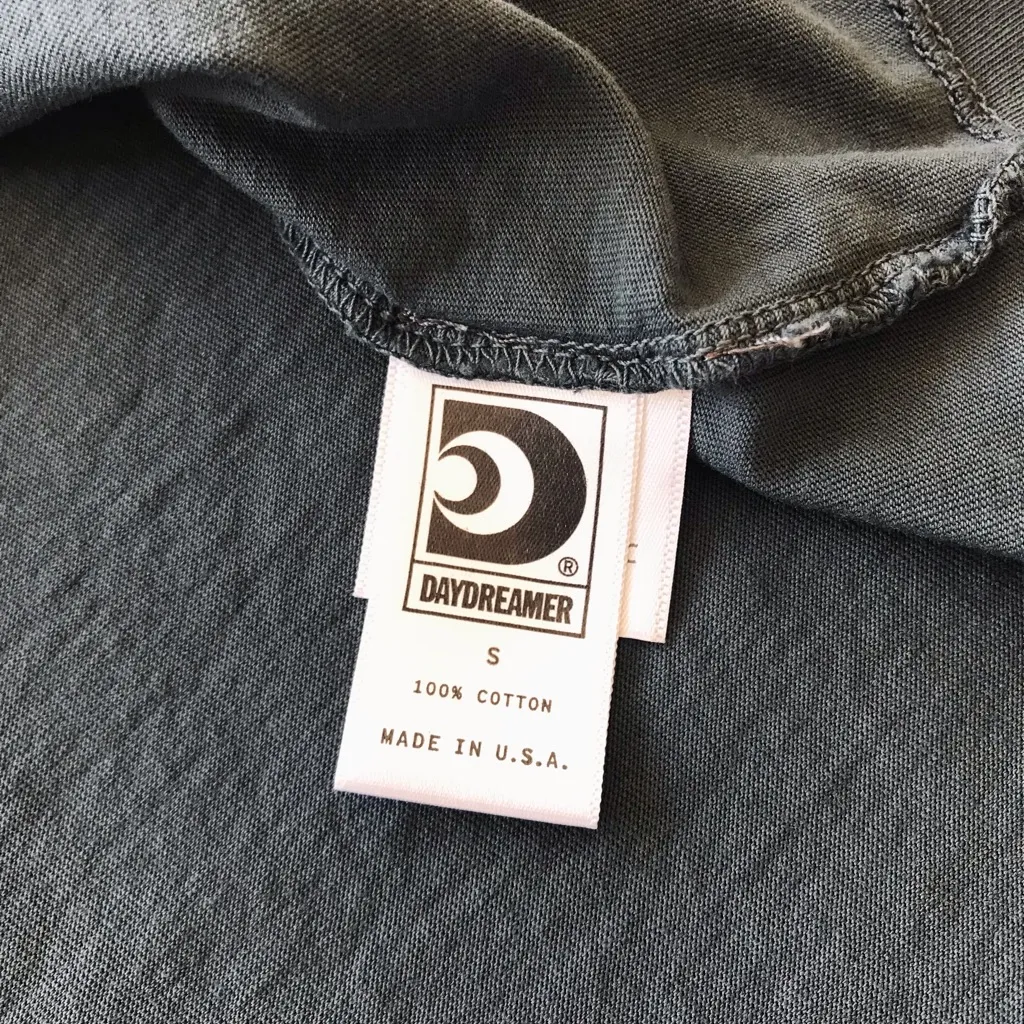 ®
DAYDREAMER
S
100% COTTON
MADE IN U.S.A.